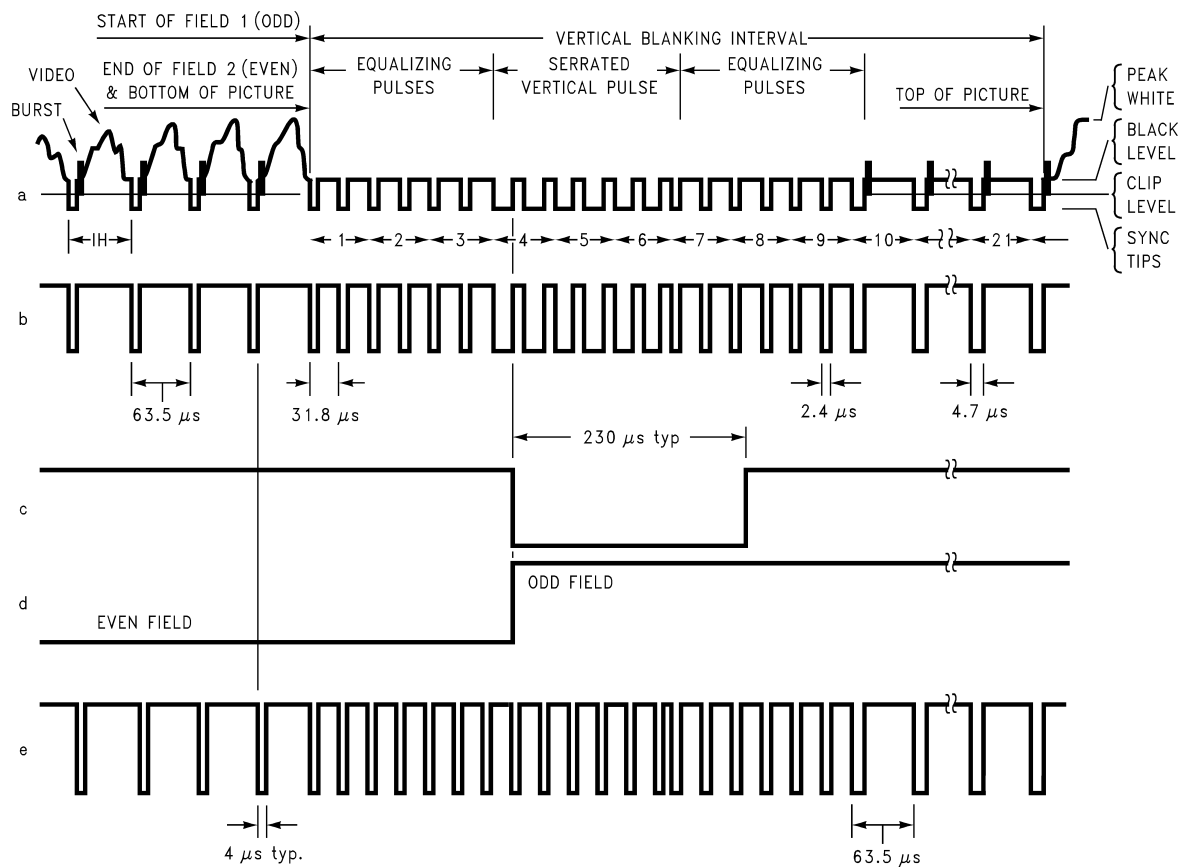 START OF FIELD 1 (ODD)
VERTICAL BLANKING INTERVAL
END OF FIELD 2 (EVEN)
& BOTTOM OF PICTURE
EQUALIZING
PULSES
SERRATED
VERTICAL PULSE
EQUALIZING
PULSES
TOP OF PICTURE
VIDEO
BURST
PEAK
WHITE
BLACK
LEVEL
CLIP
LEVEL
SYNC
TIPS
a
IH
1 2 3 4 5 6 7 8 9 10 21
b
63.5 μs
31.8 μs
2.4 μs
4.7 μs
230 μs typ
c
ODD FIELD
d
EVEN FIELD
e
4 μs typ.
63.5 μs